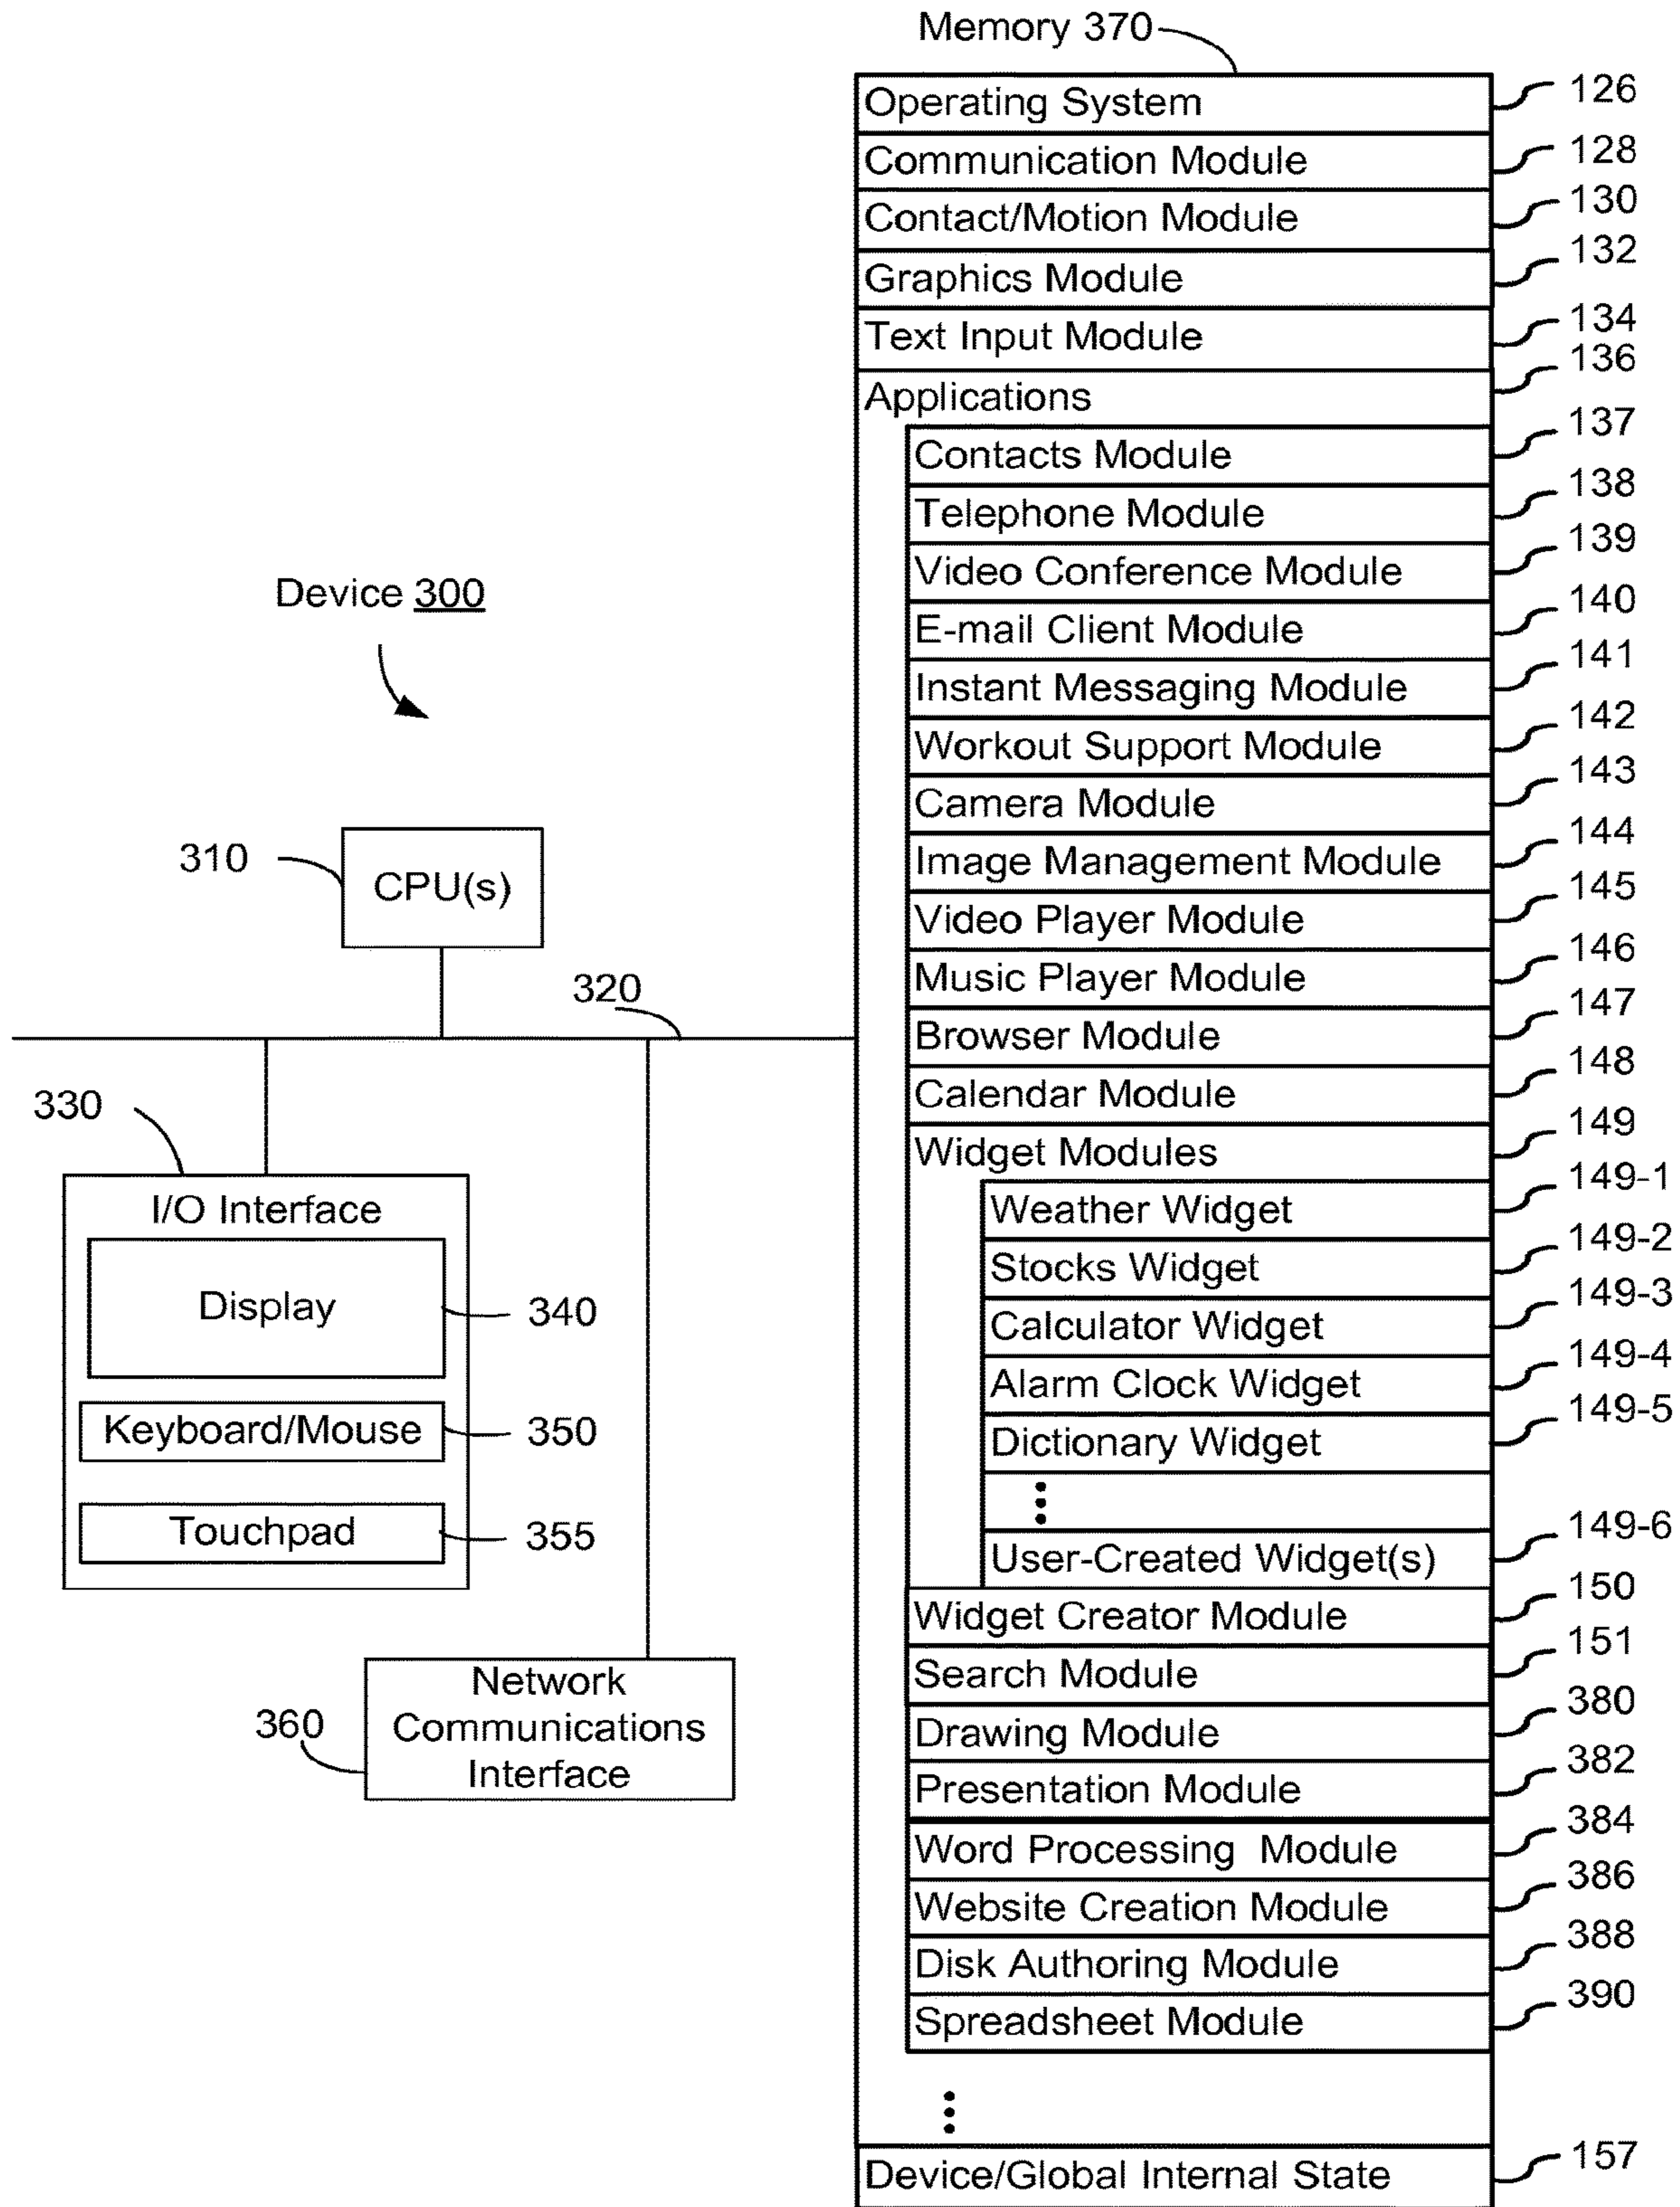 Memory 370
Operating System 126
Communication Module 128
Contact/Motion Module 130
Graphics Module 132
Text Input Module 134
Applications 136
Contacts Module 137
Telephone Module 138
Video Conference Module 139
E-mail Client Module 140
Instant Messaging Module 141
Workout Support Module 142
Camera Module 143
Image Management Module 144
Video Player Module 145
Music Player Module 146
Browser Module 147
Calendar Module 148
Widget Modules 149
Weather Widget 149-1
Stocks Widget 149-2
Calculator Widget 149-3
Alarm Clock Widget 149-4
Dictionary Widget 149-5
User-Created Widget(s) 149-6
Widget Creator Module 150
Search Module 151
Drawing Module 380
Presentation Module 382
Word Processing Module 384
Website Creation Module 386
Disk Authoring Module 388
Spreadsheet Module 390
Device/Global Internal State 157
Device 300
310
CPU(s)
320
330
I/O Interface
Display 340
Keyboard/Mouse 350
Touchpad 355
360
Network
Communications
Interface